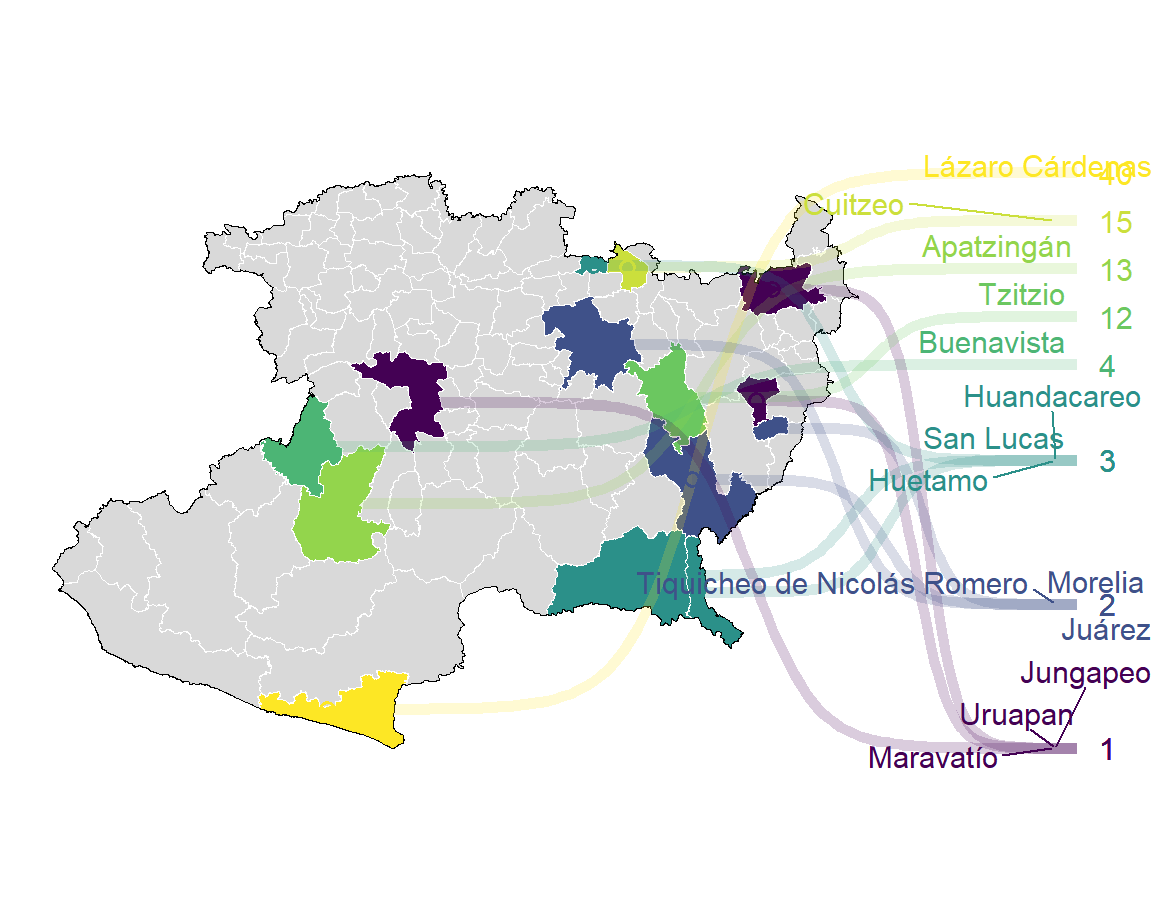 Lázaro Cárdenas
40
Cuitzeo
15
Apatzingán
13
Tzitzio
12
Buenavista
4
Huandacareo
San Lucas
3
Huetamo
Tiquicheo de Nicolás Romero
Morelia
2
Juárez
Jungapeo
Uruapan
Maravatío
1